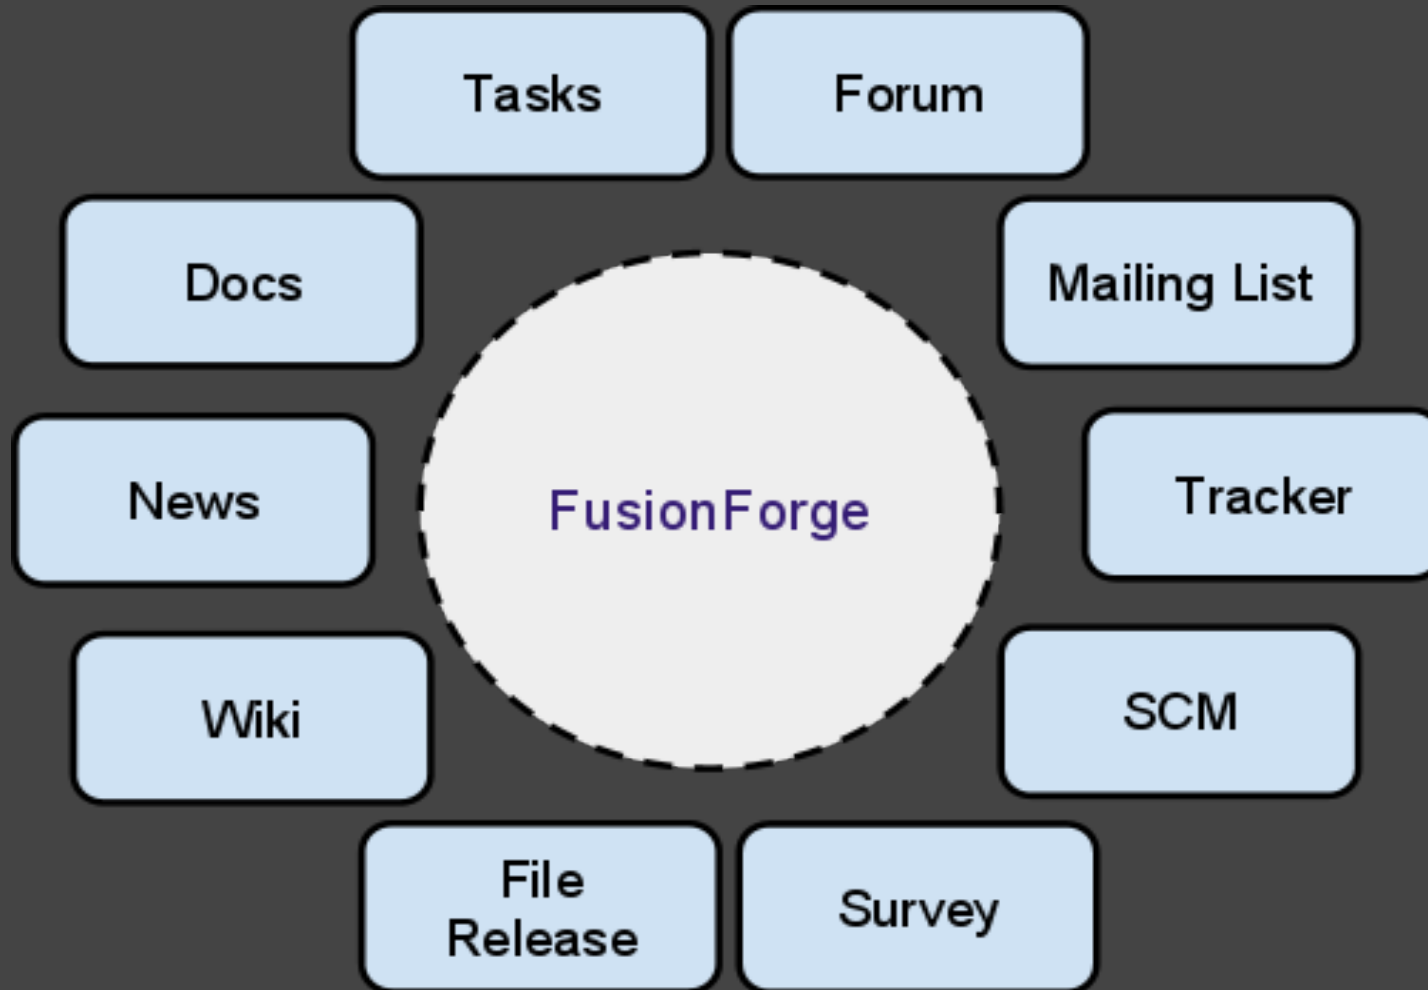 Tasks
Forum
Docs
Mailing List
News
FusionForge
Tracker
Wiki
SCM
File
Release
Survey